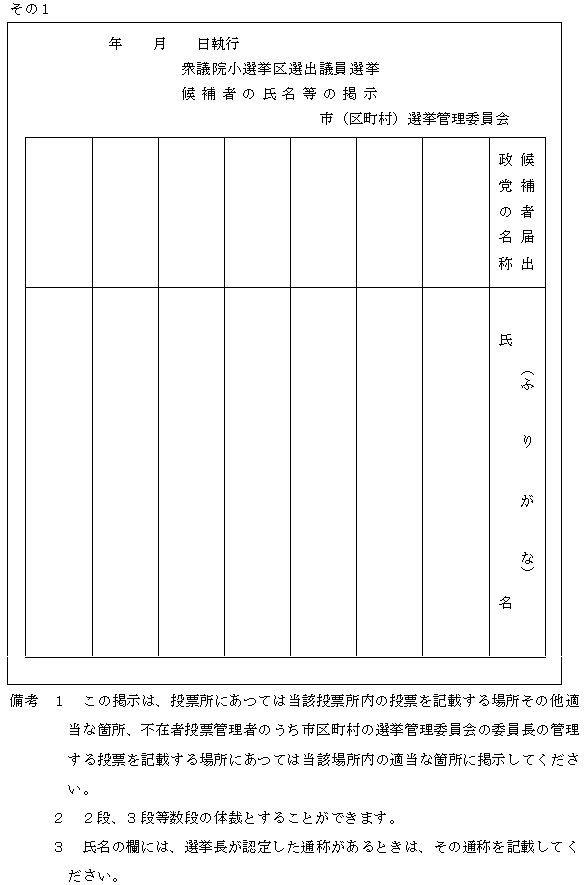 その１
年　　月　　日執行
衆議院小選挙区選出議員選挙
候補者の氏名等の掲示
市（区町村）選挙管理委員会
候補者届出
政党の名称
（ふりがな）
氏名
備考　１　この掲示は、投票所にあつては当該投票所内の投票を記載する場所その他適
当な箇所、不在者投票管理者のうち市区町村の選挙管理委員会の委員長の管理
する投票を記載する場所にあつては当該場所内の適当な箇所に掲示してくださ
い。
２　２段、３段等数段の体裁とすることができます。
３　氏名の欄には、選挙長が認定した通称があるときは、その通称を記載してく
ださい。